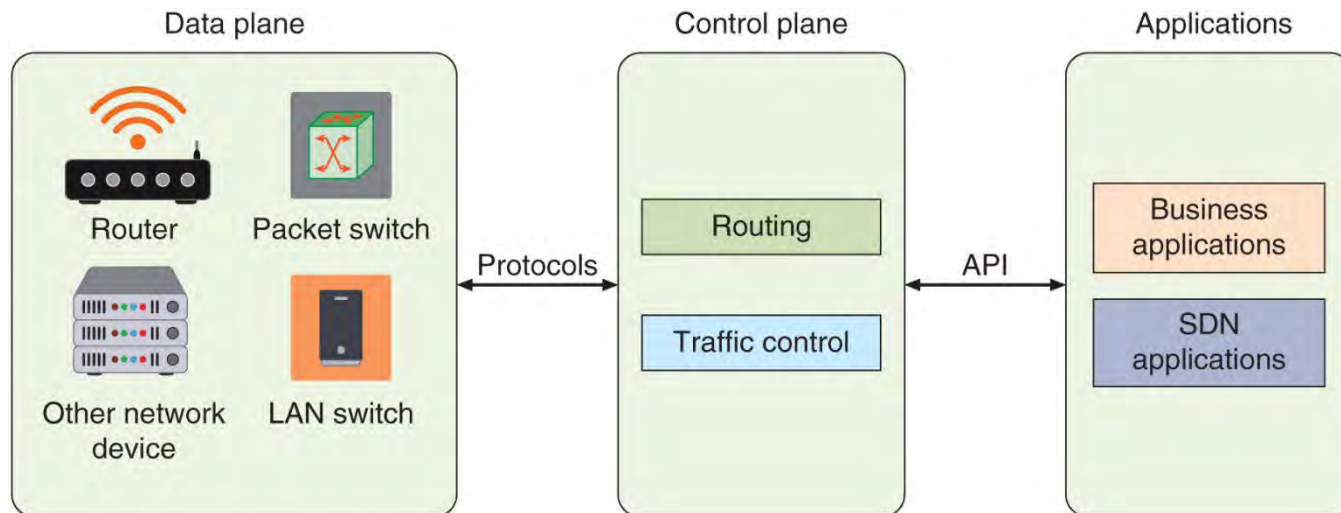 Data plane
Control plane
Applications
Router
Packet switch
Other network
device
LAN switch
Protocols
Routing
Traffic control
API
Business
applications
SDN
applications